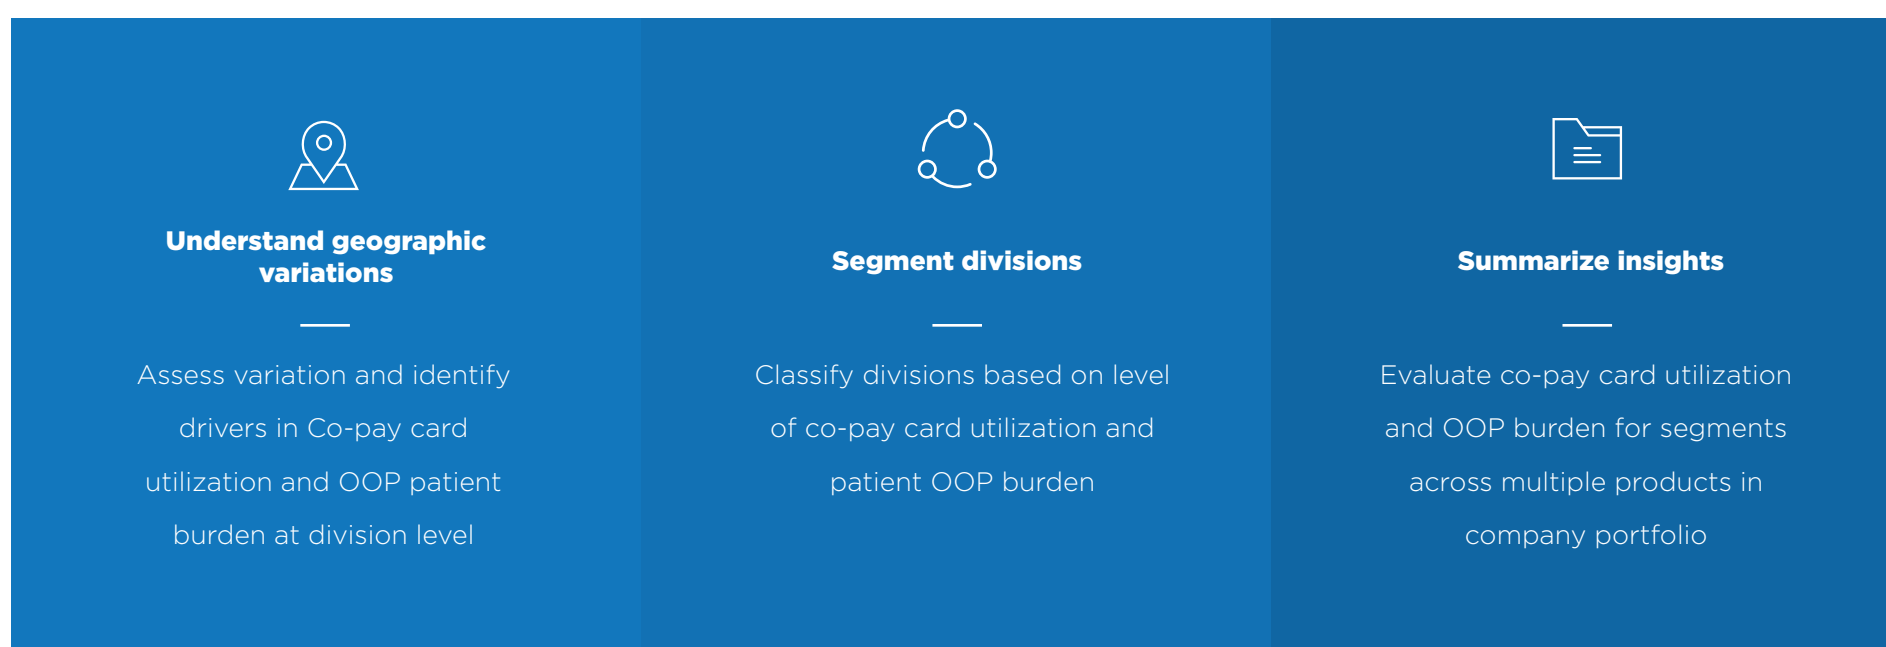 Understand geographic
variations
Assess variation and identify
drivers in Co-pay card
utilization and OOP patient
burden at division level
Segment divisions
Classify divisions based on level
of co-pay card utilization and
patient OOP burden
Summarize insights
Evaluate co-pay card utilization
and OOP burden for segments
across multiple products in
company portfolio